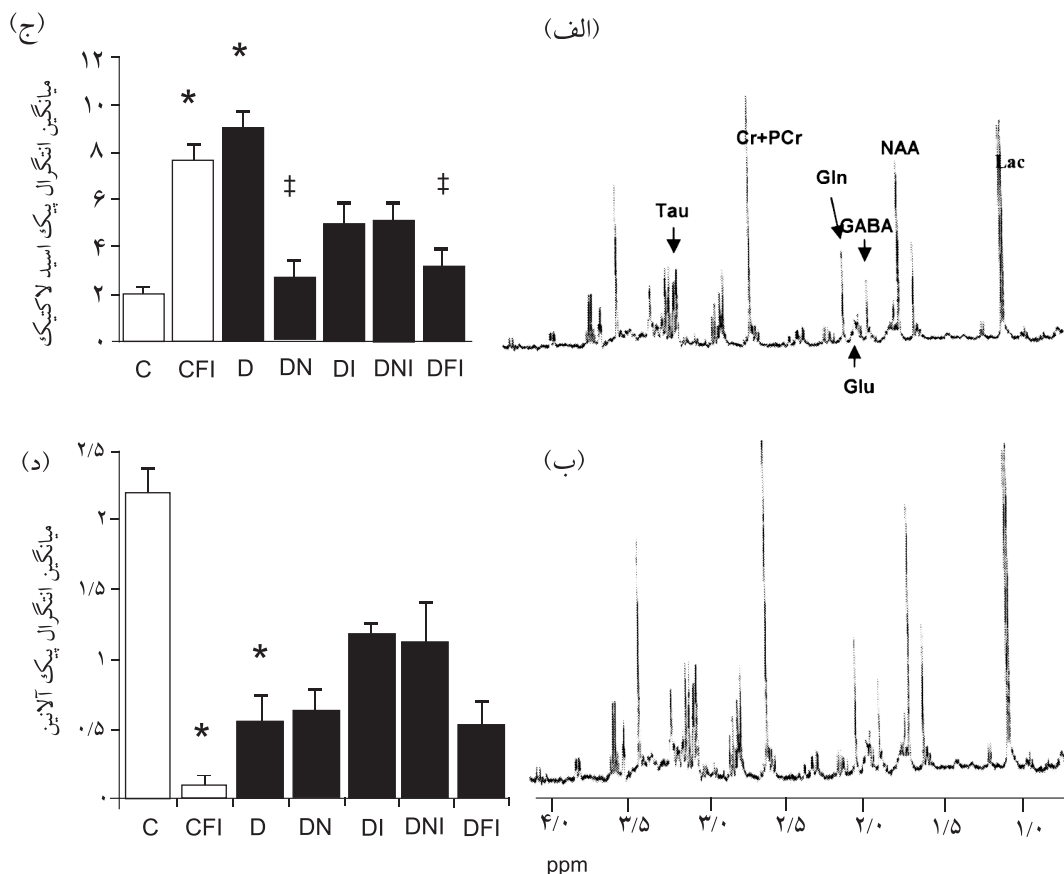 (الف)
Cr+PCr
NAA
Lac
Gln
GABA
Tau
Glu
(ب)
۴/۰ ۳/۵ ۳/۰ ۲/۵ ۲/۰ ۱/۵ ۱/۰
ppm
(ج)
میانگین انتگرال پیک اسید لاکتیک
۱۲
۱۰
۸
۶
۴
۲
۰
* *
‡ ‡
C CFI D DN DI DNI DFI
(د)
میانگین انتگرال پیک آلانین
۲/۵
۲
۱/۵
۱
۰/۵
۰
* *
C CFI D DN DI DNI DFI